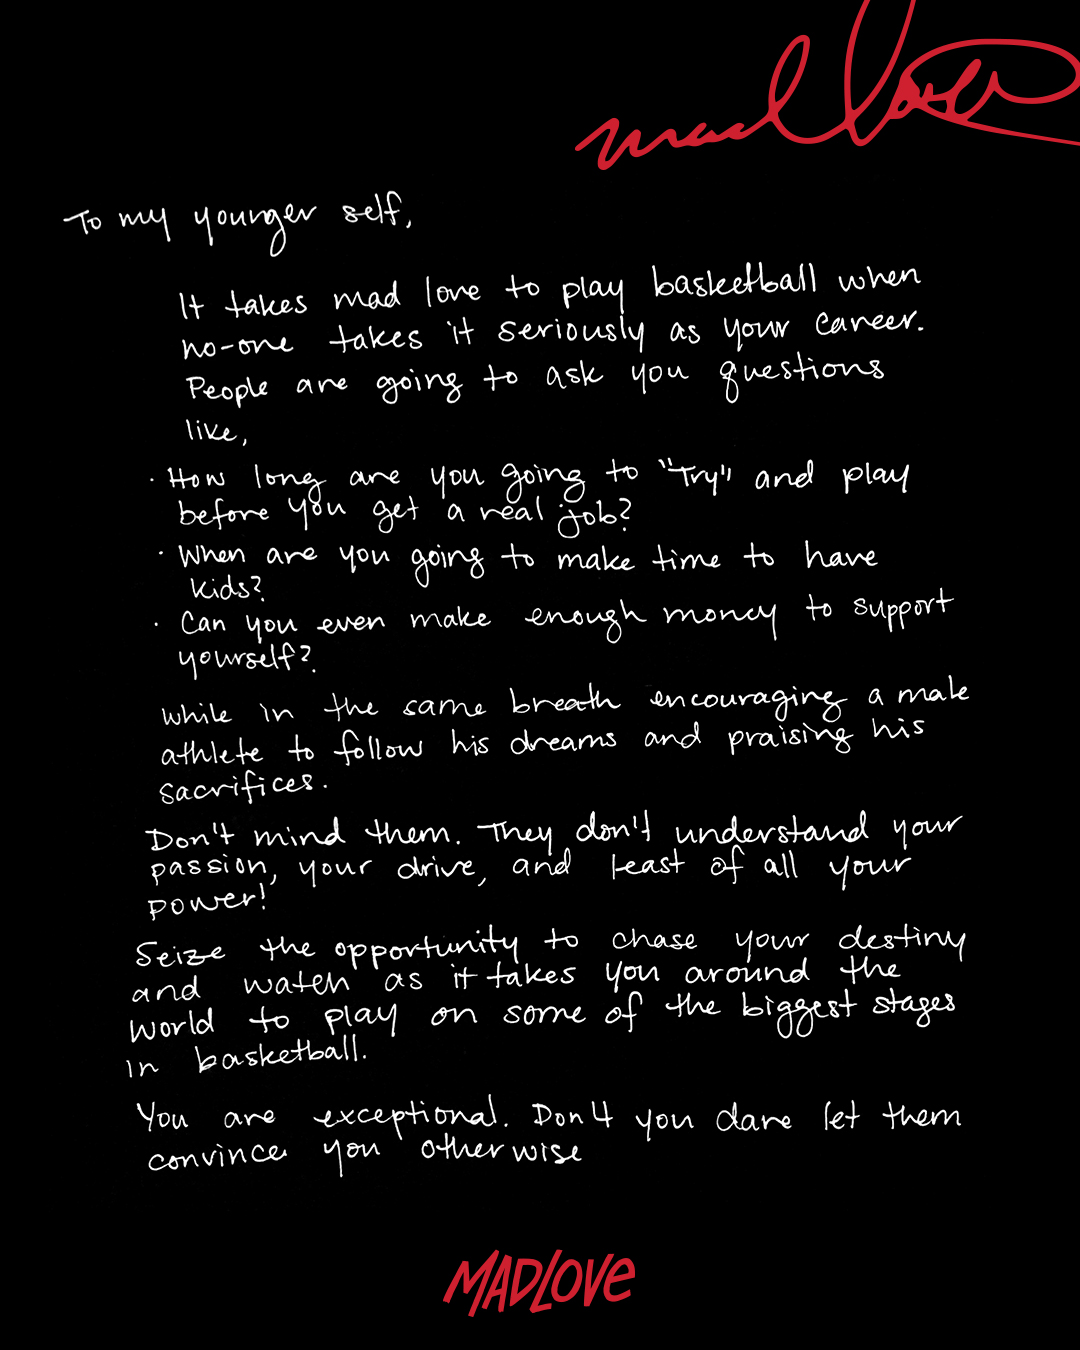 mad love
To my younger self,
It takes mad love to play basketball when
no-one takes it seriously as your career.
People are going to ask you questions
like,
· How long are you going to "Try" and play
before you get a real job?
· When are you going to make time to have
kids?
· Can you even make enough money to support
yourself?
while in the same breath encouraging a male
athlete to follow his dreams and praising his
sacrifices.
Don't mind them. They don't understand your
passion, your drive, and least of all your
power!
Seize the opportunity to chase your destiny
and watch as it takes you around the
world to play on some of the biggest stages
in basketball.
You are exceptional. Don't you dare let them
convince you otherwise
MADLOVE